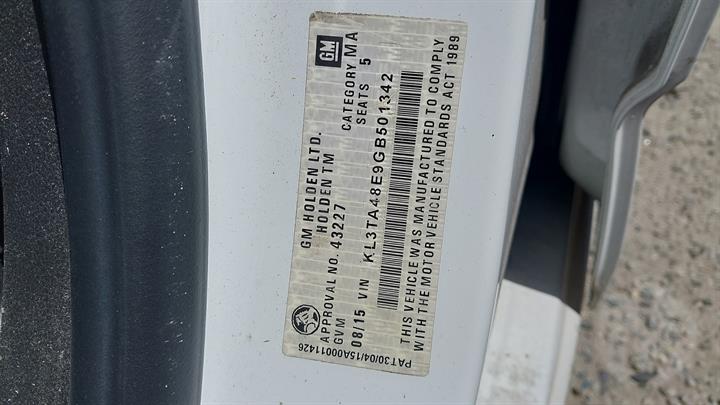 GM HOLDEN LTD.
HOLDEN TM
GM
APPROVAL NO. 43227
CATEGORY MA
GVM
SEATS 5
08/15 VIN KL3TA48E9GB501342
THIS VEHICLE WAS MANUFACTURED TO COMPLY
WITH THE MOTOR VEHICLE STANDARDS ACT 1989
PAT30/04/15A00011426